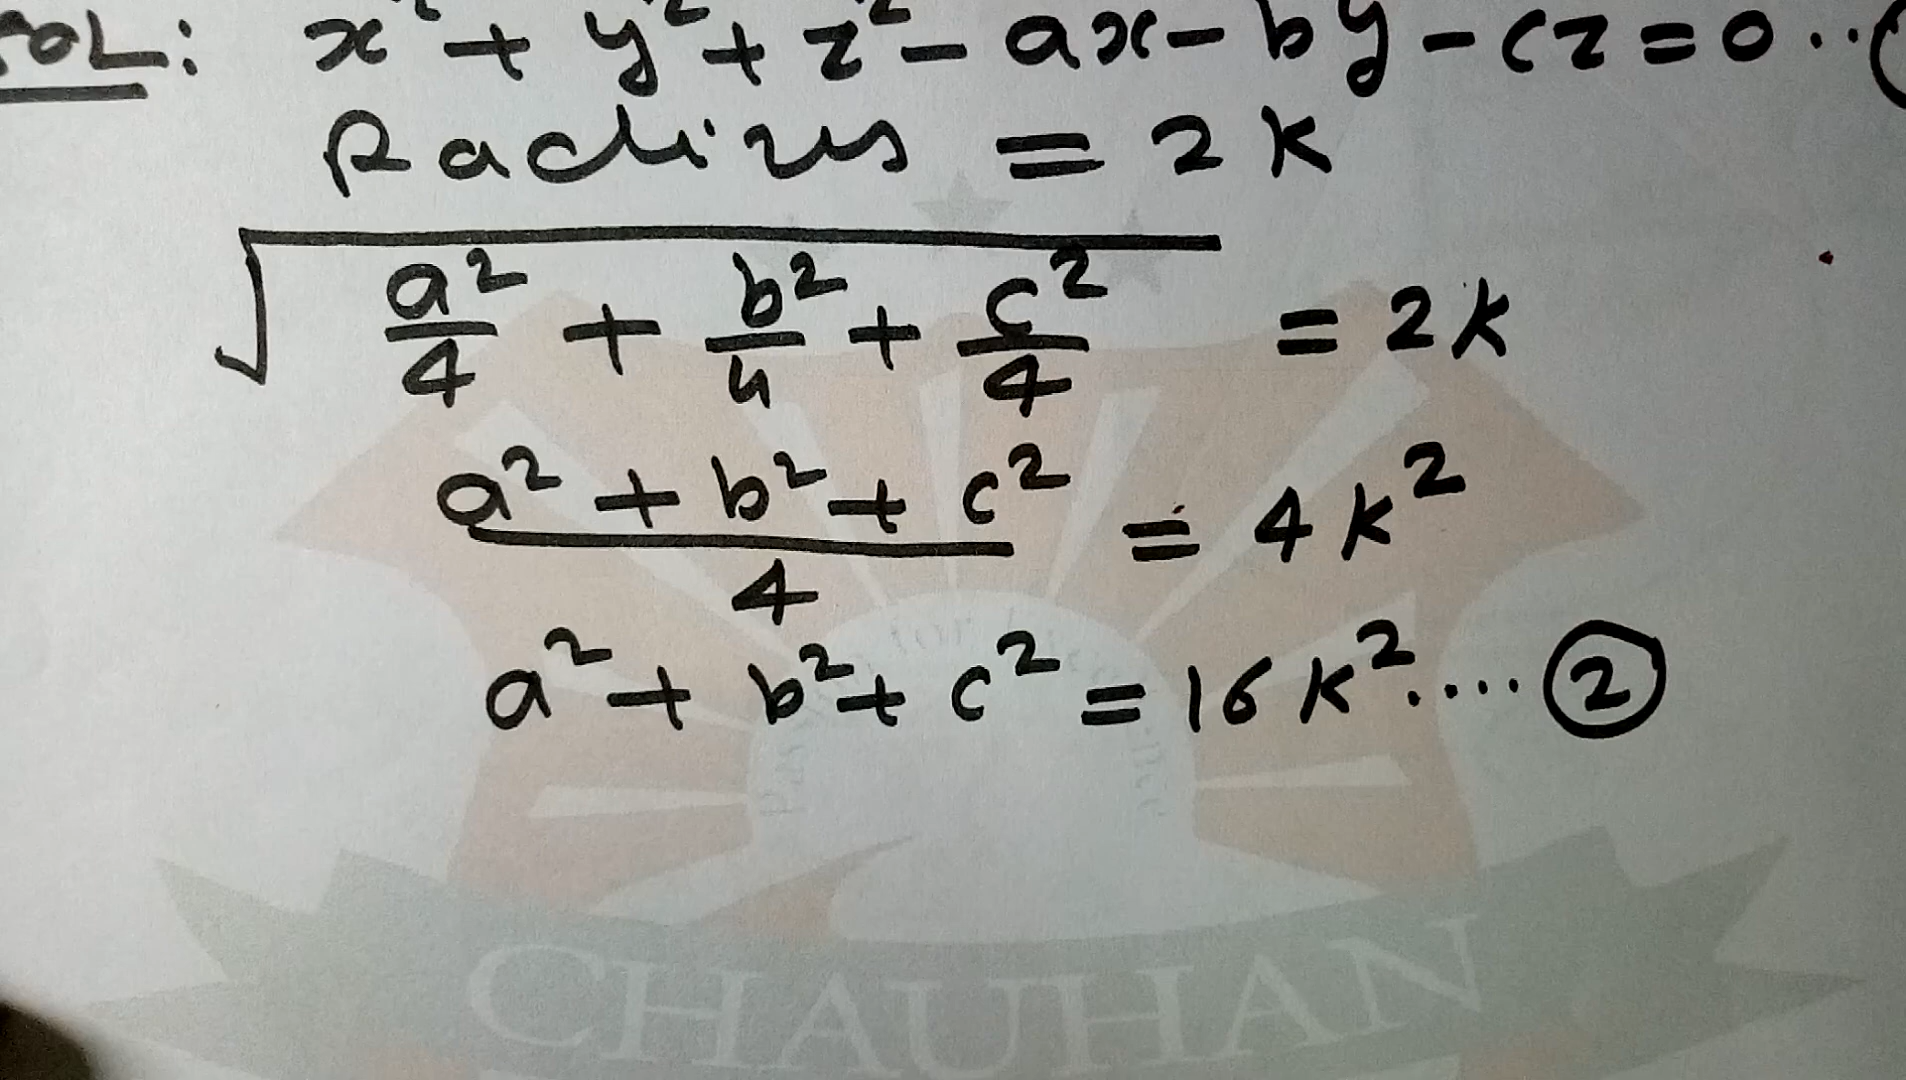 SOL: x² + y² + z² - ax - by - cz = 0 ..
Radius = 2K
√(a²/4 + b²/4 + c²/4) = 2K
(a² + b² + c²)/4 = 4K²
a² + b² + c² = 16K² .... ②
CHAUHAN